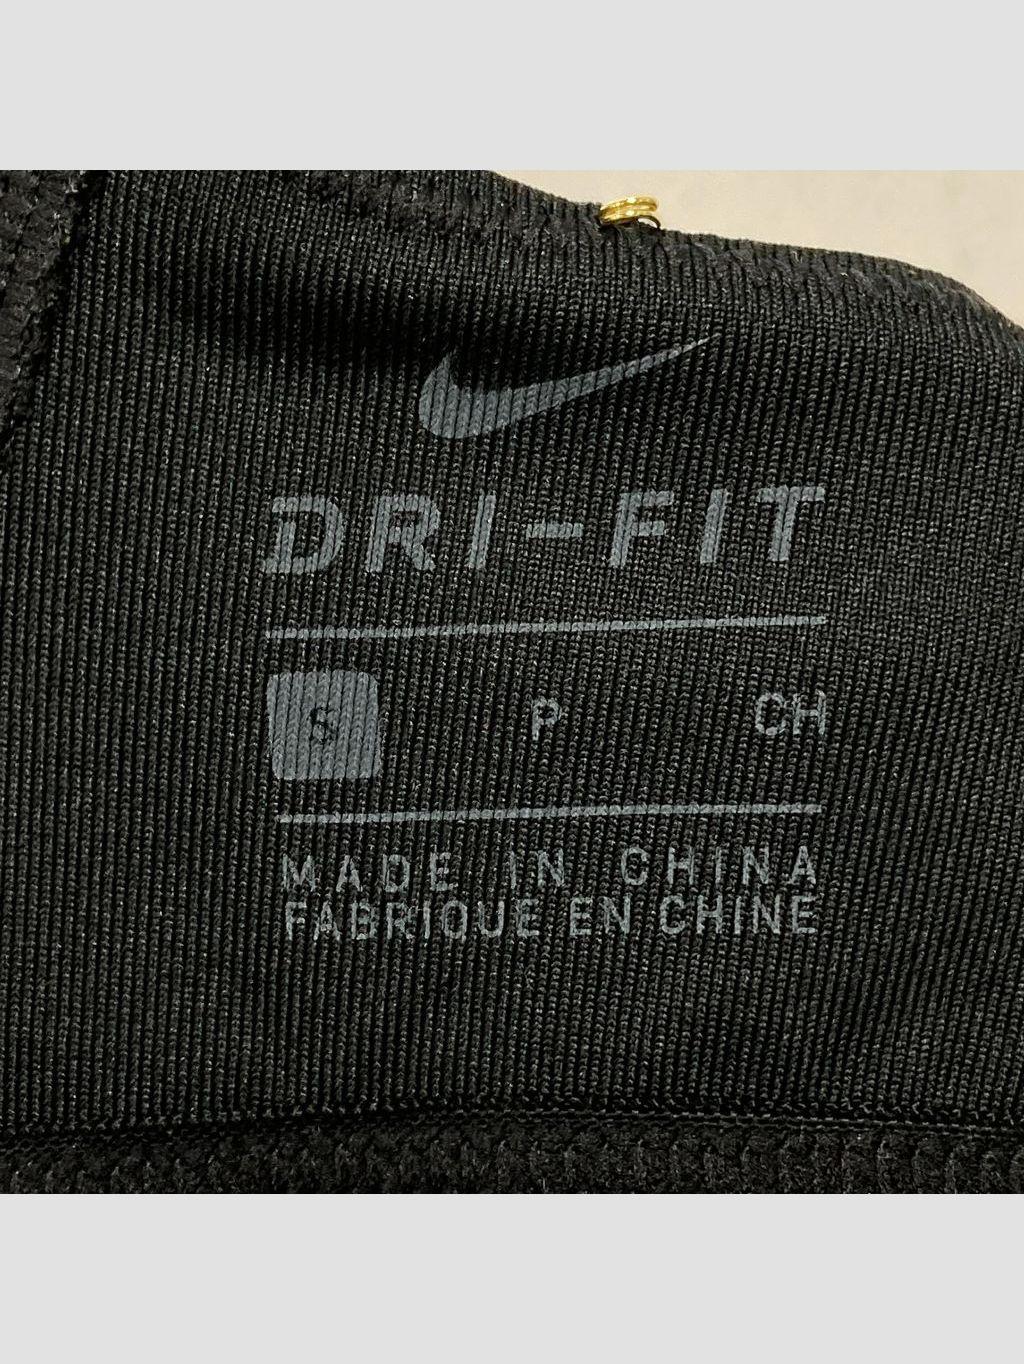 DRI-FIT
S P CH
MADE IN CHINA
FABRIQUE EN CHINE